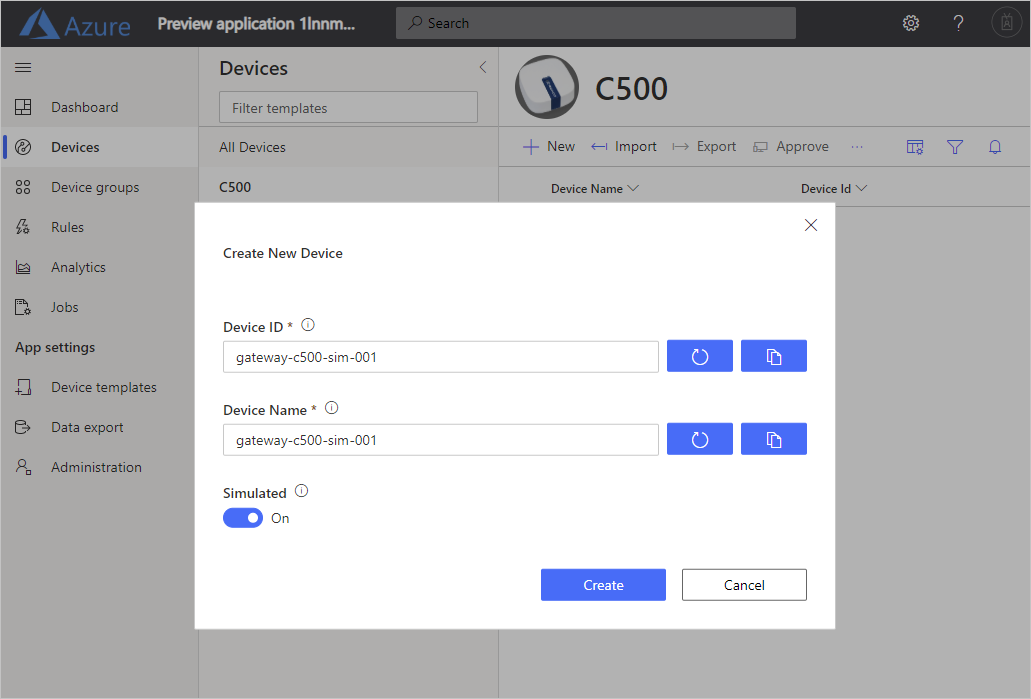 Azure
Preview application 1lnnm...
Search
Devices
Filter templates
All Devices
C500
Dashboard
Devices
Device groups
Rules
Analytics
Jobs
App settings
Device templates
Data export
Administration
C500
New Import Export Approve ...
Device Name Device Id
Create New Device
Device ID *
gateway-c500-sim-001
Device Name *
gateway-c500-sim-001
Simulated
On
Create Cancel